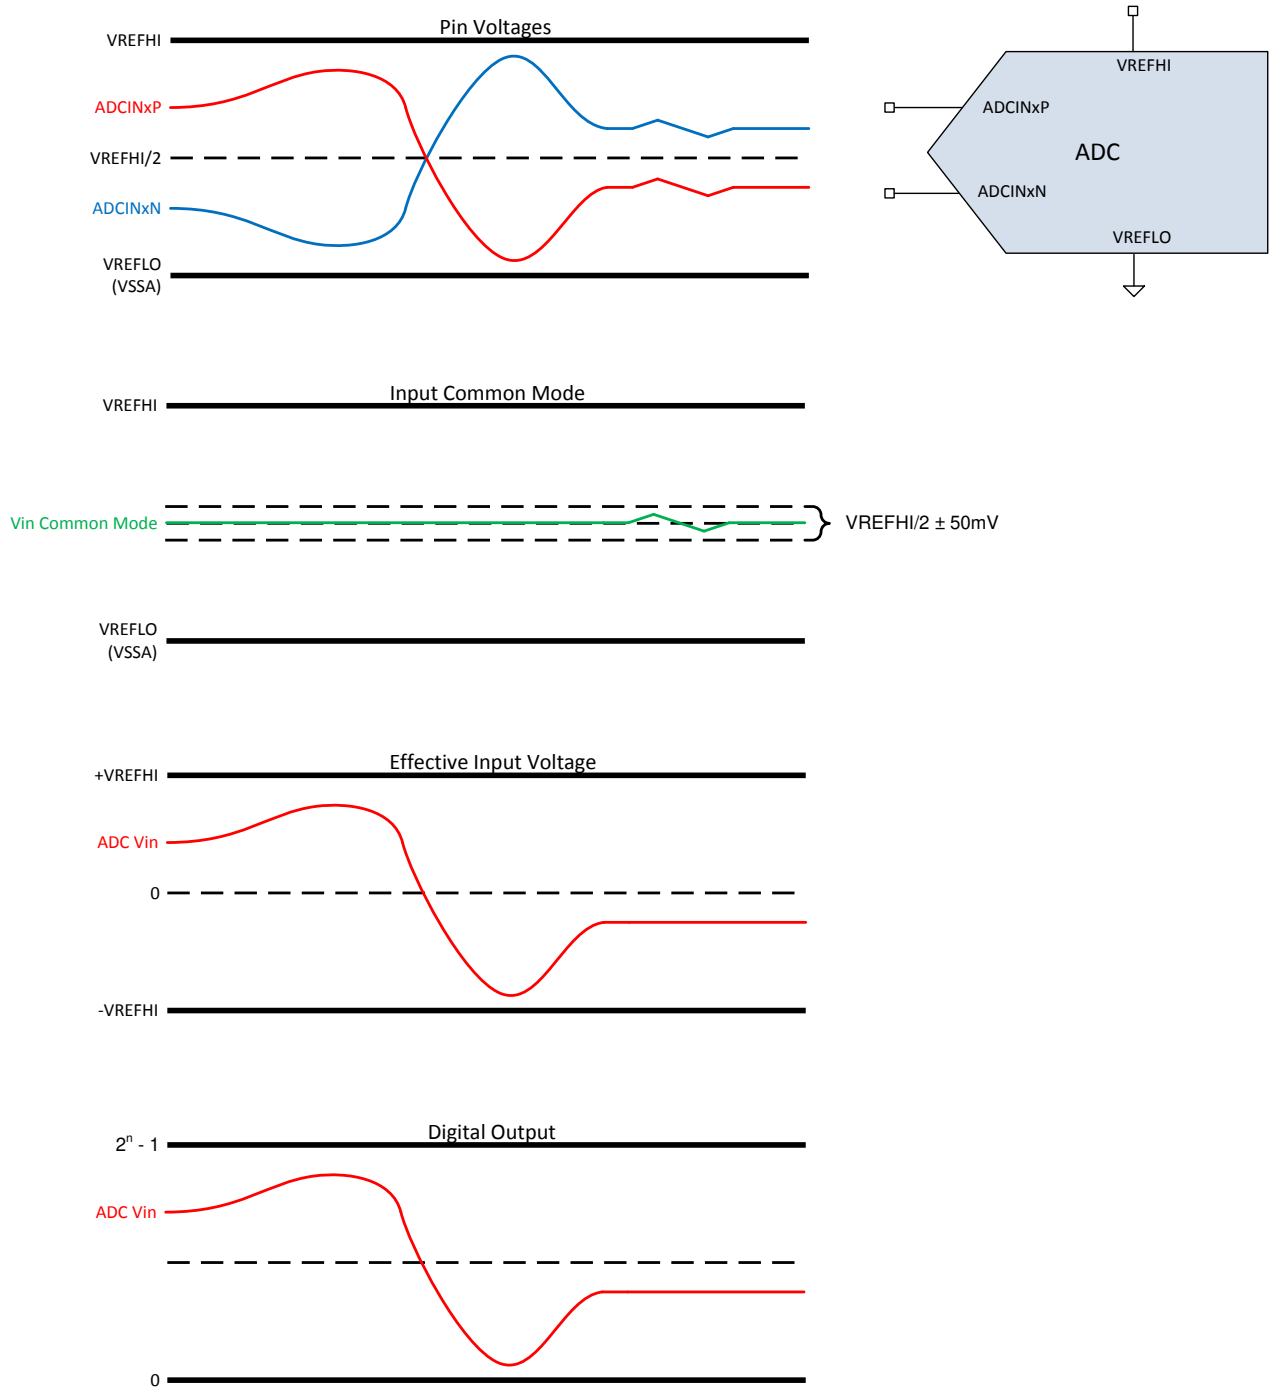 Pin Voltages
VREFHI
ADCINxP
VREFHI/2
ADCINxN
VREFLO
(VSSA)
VREFHI
ADCINxP
ADC
ADCINxN
VREFLO
Input Common Mode
VREFHI
Vin Common Mode
VREFHI/2 ± 50mV
VREFLO
(VSSA)
Effective Input Voltage
+VREFHI
ADC Vin
0
-VREFHI
Digital Output
2ⁿ - 1
ADC Vin
0